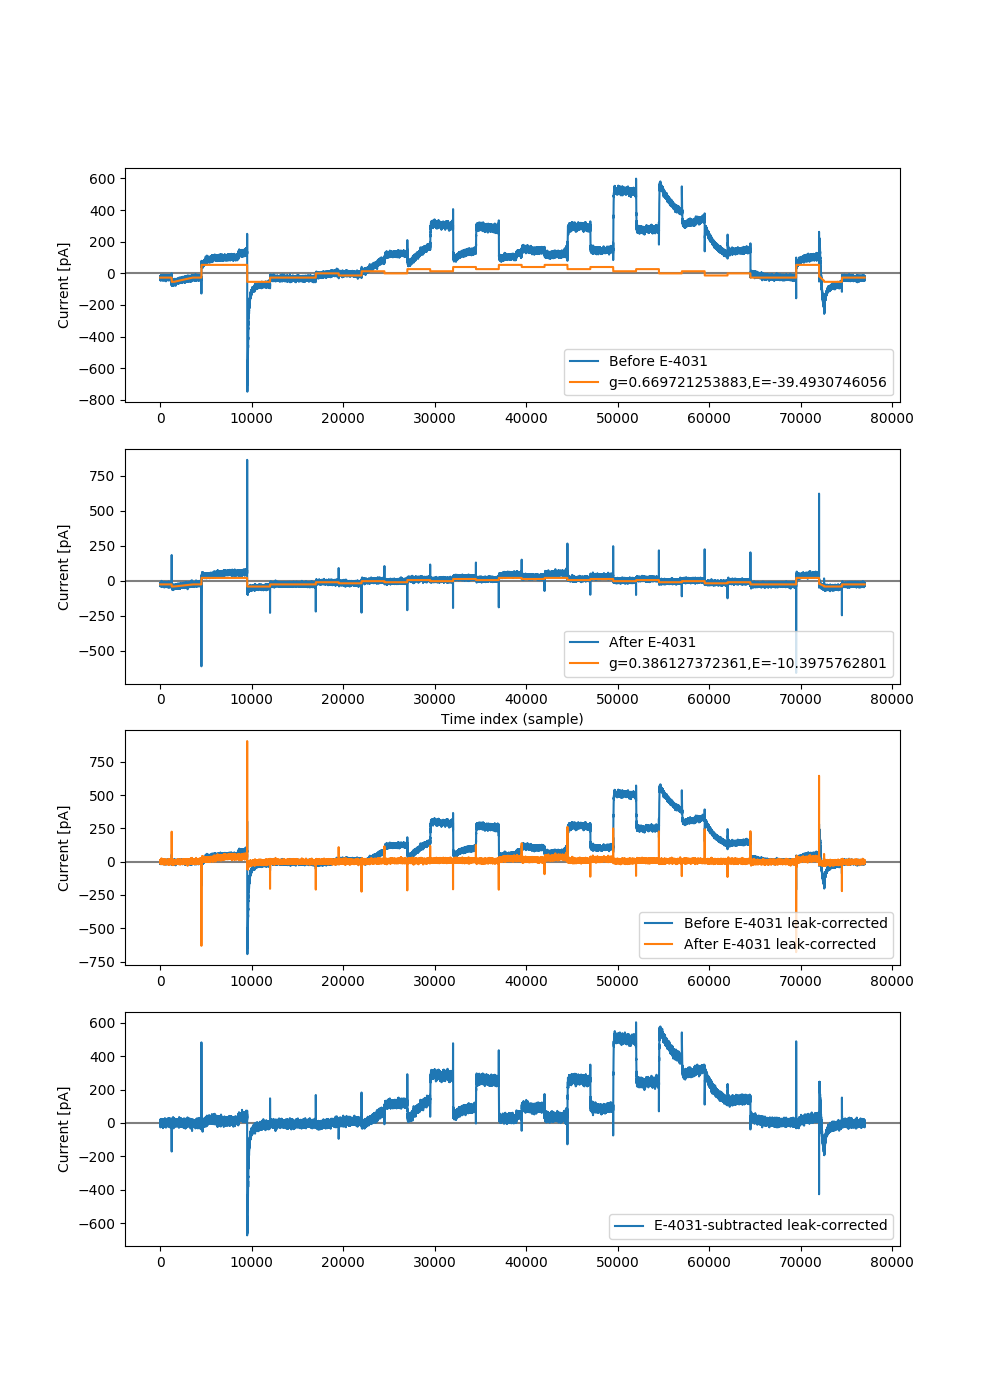 600
400
200
0
−200
−400
−600
−800
Current [pA]
Before E-4031
g=0.669721253883,E=-39.4930746056
0 10000 20000 30000 40000 50000 60000 70000 80000
750
500
250
0
−250
−500
Current [pA]
After E-4031
g=0.386127372361,E=-10.3975762801
0 10000 20000 30000 40000 50000 60000 70000 80000
Time index (sample)
750
500
250
0
−250
−500
−750
Current [pA]
Before E-4031 leak-corrected
After E-4031 leak-corrected
0 10000 20000 30000 40000 50000 60000 70000 80000
600
400
200
0
−200
−400
−600
Current [pA]
E-4031-subtracted leak-corrected
0 10000 20000 30000 40000 50000 60000 70000 80000